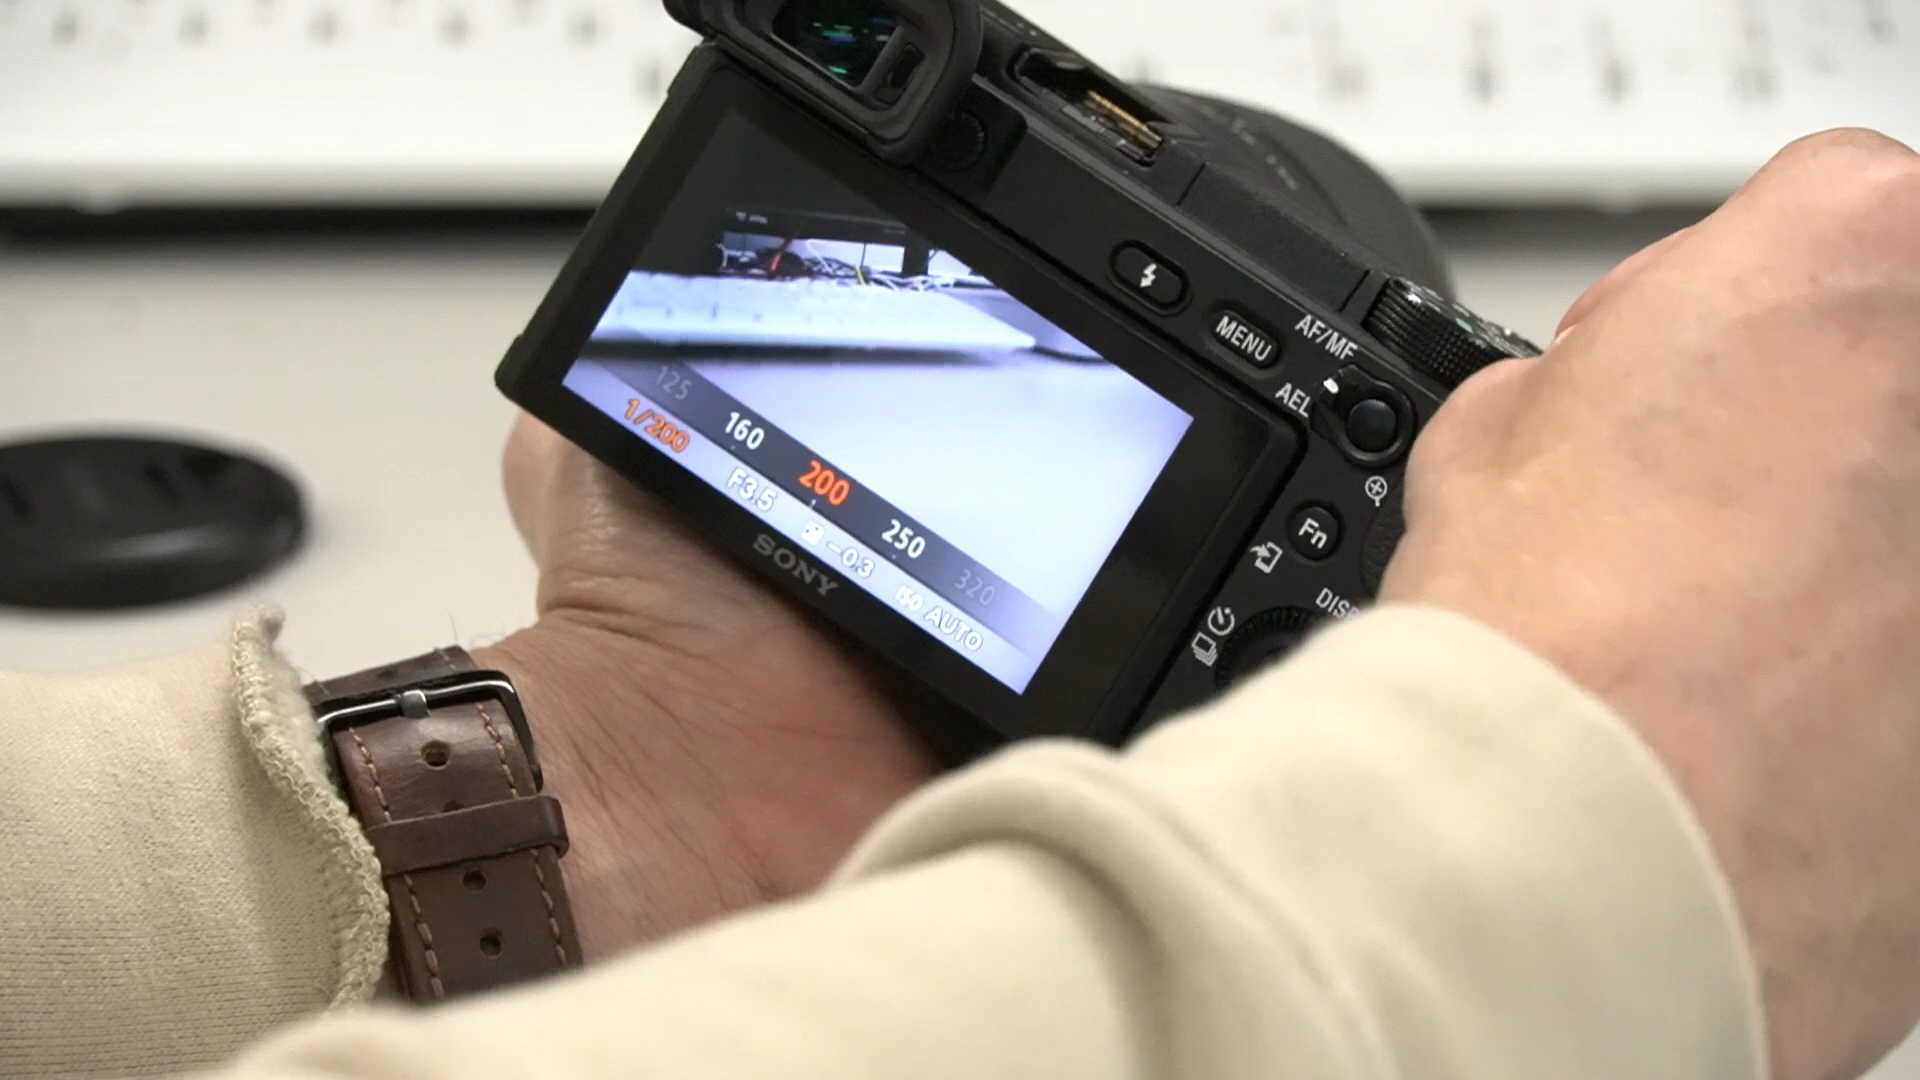 MENU
AF/MF
AEL
Fn
DISP
125 160 200 250 320
1/200 F3.5 −0.3 ISO AUTO
SONY